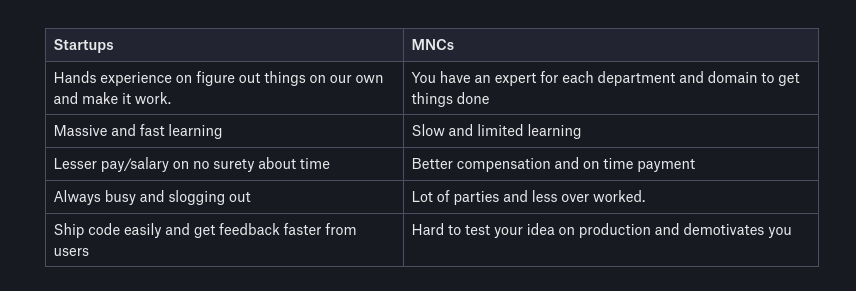 Startups
MNCs
Hands experience on figure out things on our own
and make it work.
You have an expert for each department and domain to get
things done
Massive and fast learning
Slow and limited learning
Lesser pay/salary on no surety about time
Better compensation and on time payment
Always busy and slogging out
Lot of parties and less over worked.
Ship code easily and get feedback faster from
users
Hard to test your idea on production and demotivates you